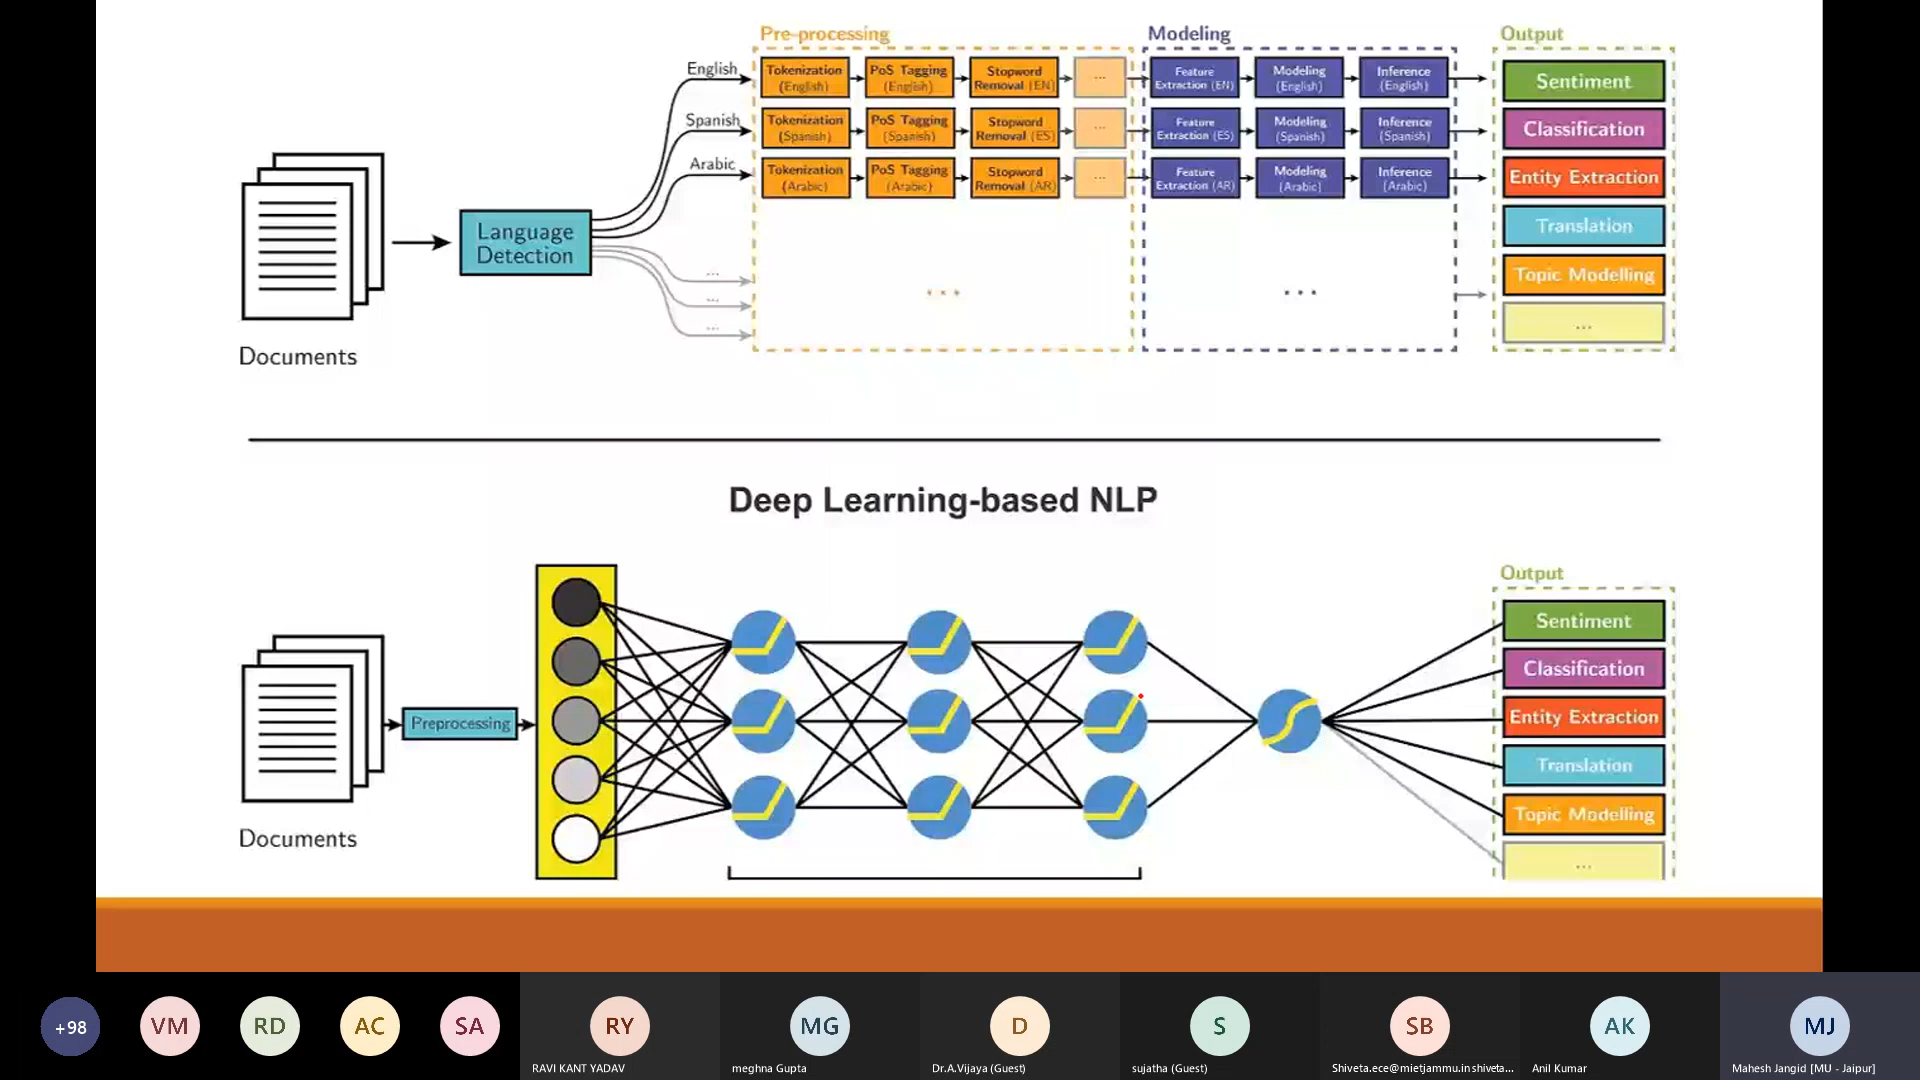 Pre-processing
Modeling
Output
English
Tokenization
(English)
PoS Tagging
(English)
Stopword
Removal (EN)
...
Feature
Extraction (EN)
Modeling
(English)
Inference
(English)
Sentiment
Spanish
Tokenization
(Spanish)
PoS Tagging
(Spanish)
Stopword
Removal (ES)
...
Feature
Extraction (ES)
Modeling
(Spanish)
Inference
(Spanish)
Classification
Arabic
Tokenization
(Arabic)
PoS Tagging
(Arabic)
Stopword
Removal (AR)
...
Feature
Extraction (AR)
Modeling
(Arabic)
Inference
(Arabic)
Entity Extraction
Language
Detection
Translation
...
...
...
...
...
Topic Modelling
...
Documents
Deep Learning-based NLP
Output
Sentiment
Classification
Entity Extraction
Preprocessing
Translation
Topic Modelling
...
Documents
+98
VM
RD
AC
SA
RY
MG
D
S
SB
AK
MJ
RAVI KANT YADAV
meghna Gupta
Dr.A.Vijaya (Guest)
sujatha (Guest)
Shiveta.ece@mietjammu.in shiveta...
Anil Kumar
Mahesh Jangid [MU - Jaipur]